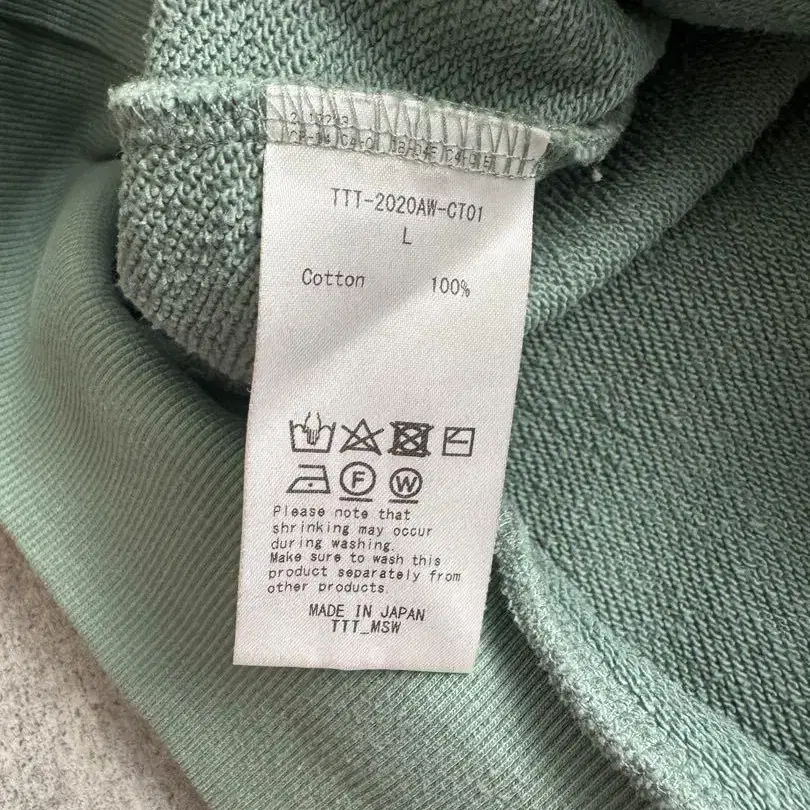 TTT-2020AW-CT01
L
Cotton 100%
F W
Please note that
shrinking may occur
during washing.
Make sure to wash this
product separately from
other products.
MADE IN JAPAN
TTT_MSW